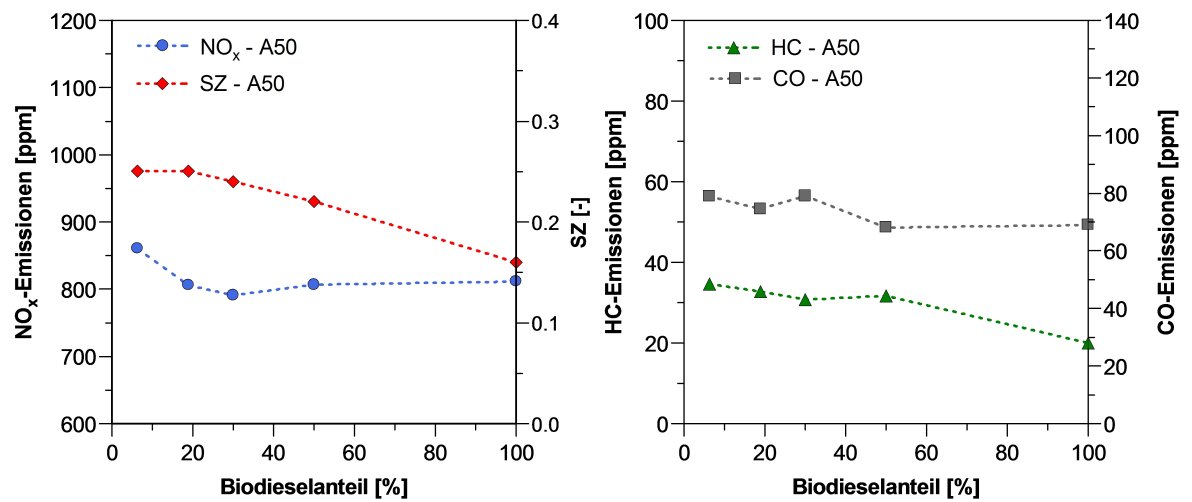 1200
1100
1000
900
800
700
600
NOx-Emissionen [ppm]
NOx - A50
SZ - A50
0.4
0.3
0.2
0.1
0.0
SZ [-]
0 20 40 60 80 100
Biodieselanteil [%]
100
80
60
40
20
0
HC-Emissionen [ppm]
HC - A50
CO - A50
140
120
100
80
60
40
20
0
CO-Emissionen [ppm]
0 20 40 60 80 100
Biodieselanteil [%]